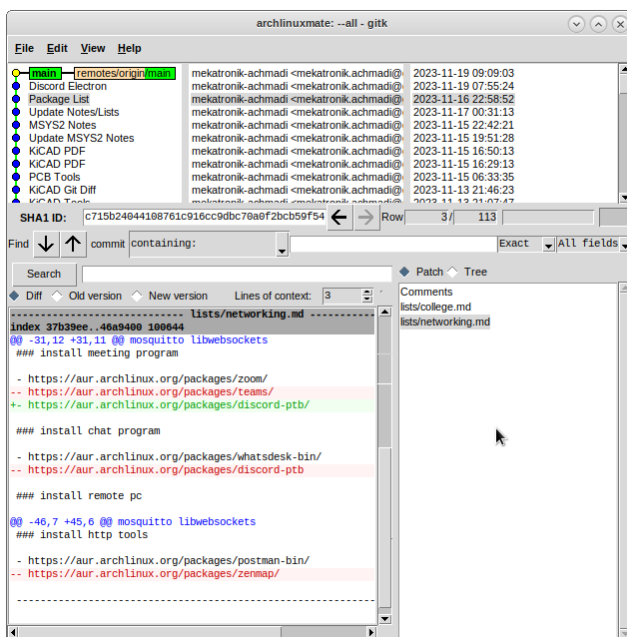 archlinuxmate: --all - gitk
File Edit View Help
main remotes/origin/main mekatronik-achmadi <mekatronik.achmadi@ 2023-11-19 09:09:03
Discord Electron mekatronik-achmadi <mekatronik.achmadi@ 2023-11-19 07:55:24
Package List mekatronik-achmadi <mekatronik.achmadi@ 2023-11-16 22:58:52
Update Notes/Lists mekatronik-achmadi <mekatronik.achmadi@ 2023-11-17 00:31:13
MSYS2 Notes mekatronik-achmadi <mekatronik.achmadi@ 2023-11-15 22:42:21
Update MSYS2 Notes mekatronik-achmadi <mekatronik.achmadi@ 2023-11-15 19:51:28
KiCAD PDF mekatronik-achmadi <mekatronik.achmadi@ 2023-11-15 16:50:13
KiCAD PDF mekatronik-achmadi <mekatronik.achmadi@ 2023-11-15 16:29:13
PCB Tools mekatronik-achmadi <mekatronik.achmadi@ 2023-11-15 06:33:35
KiCAD Git Diff mekatronik-achmadi <mekatronik.achmadi@ 2023-11-13 21:46:23
KiCAD Tools mekatronik-achmadi <mekatronik.achmadi@ 2023-11-13 21:07:47
SHA1 ID: c715b24044108761c916cc9dbc70a0f2bcb59f54 Row 3 / 113
Find commit containing: Exact All fields
Search
Diff Old version New version Lines of context: 3
Patch Tree
---------------------------- lists/networking.md -----------
index 37b39ee..46a9400 100644
@@ -31,12 +31,11 @@ mosquitto libwebsockets
### install meeting program
- https://aur.archlinux.org/packages/zoom/
-- https://aur.archlinux.org/packages/teams/
+- https://aur.archlinux.org/packages/discord-ptb/
### install chat program
- https://aur.archlinux.org/packages/whatsdesk-bin/
-- https://aur.archlinux.org/packages/discord-ptb
### install remote pc
@@ -46,7 +45,6 @@ mosquitto libwebsockets
### install http tools
- https://aur.archlinux.org/packages/postman-bin/
-- https://aur.archlinux.org/packages/zenmap/
-------------------------------------------------------
Comments
lists/college.md
lists/networking.md